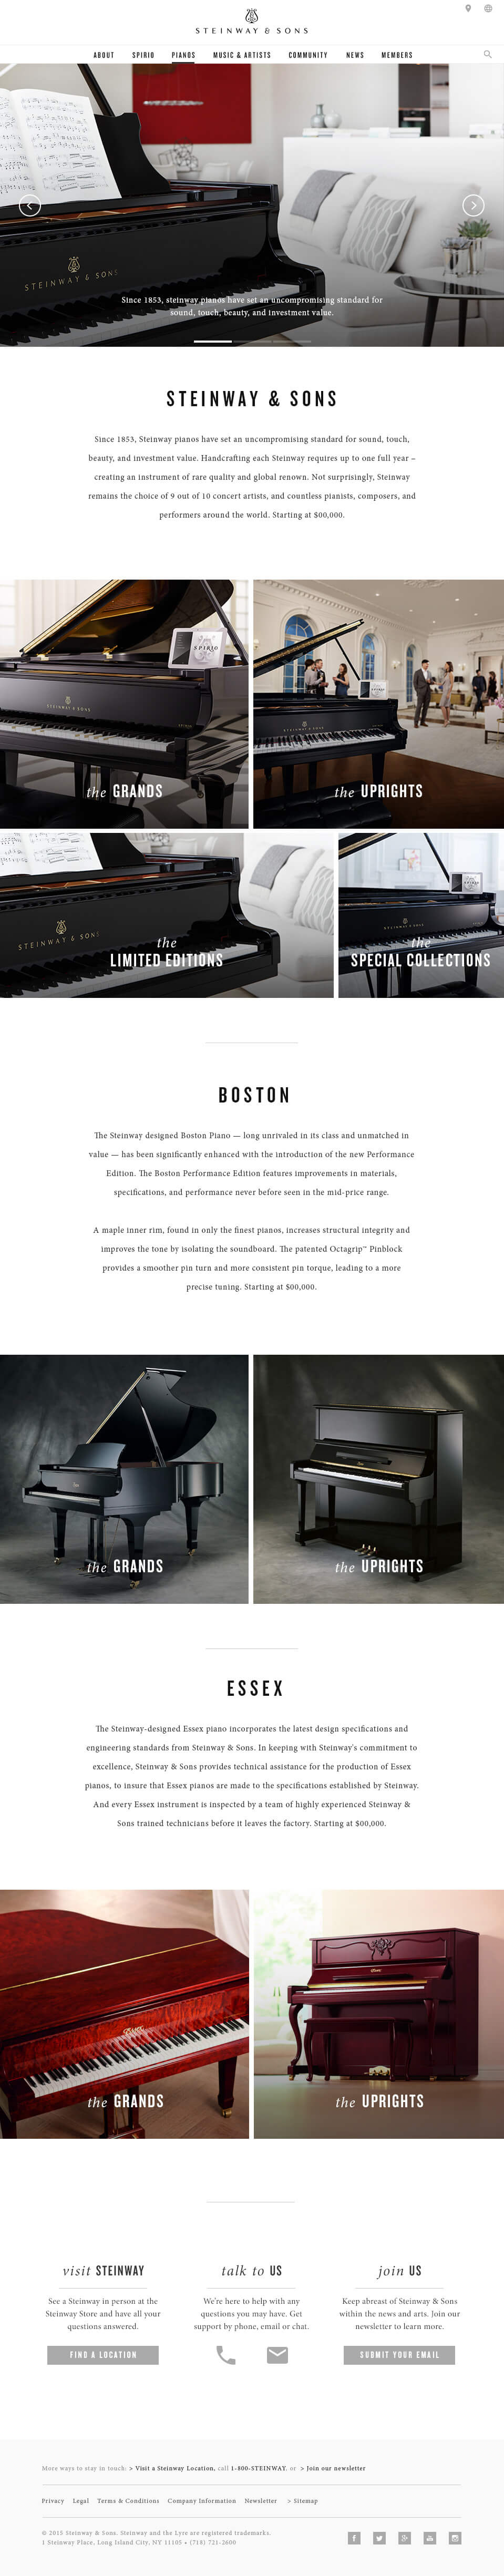 STEINWAY & SONS
ABOUT SPIRIO PIANOS MUSIC & ARTISTS COMMUNITY NEWS MEMBERS
STEINWAY & SONS
Since 1853, steinway pianos have set an uncompromising standard for
sound, touch, beauty, and investment value.
STEINWAY & SONS
Since 1853, Steinway pianos have set an uncompromising standard for sound, touch,
beauty, and investment value. Handcrafting each Steinway requires up to one full year –
creating an instrument of rare quality and global renown. Not surprisingly, Steinway
remains the choice of 9 out of 10 concert artists, and countless pianists, composers, and
performers around the world. Starting at $00,000.
SPIRIO
STEINWAY & SONS
the GRANDS
SPIRIO
STEINWAY & SONS
the UPRIGHTS
STEINWAY & SONS
the
LIMITED EDITIONS
SPIRIO
STEINWAY & SONS
the
SPECIAL COLLECTIONS
BOSTON
The Steinway designed Boston Piano — long unrivaled in its class and unmatched in
value — has been significantly enhanced with the introduction of the new Performance
Edition. The Boston Performance Edition features improvements in materials,
specifications, and performance never before seen in the mid-price range.
A maple inner rim, found in only the finest pianos, increases structural integrity and
improves the tone by isolating the soundboard. The patented Octagrip™ Pinblock
provides a smoother pin turn and more consistent pin torque, leading to a more
precise tuning. Starting at $00,000.
the GRANDS
the UPRIGHTS
ESSEX
The Steinway-designed Essex piano incorporates the latest design specifications and
engineering standards from Steinway & Sons. In keeping with Steinway's commitment to
excellence, Steinway & Sons provides technical assistance for the production of Essex
pianos, to insure that Essex pianos are made to the specifications established by Steinway.
And every Essex instrument is inspected by a team of highly experienced Steinway &
Sons trained technicians before it leaves the factory. Starting at $00,000.
Essex
the GRANDS
the UPRIGHTS
visit STEINWAY
See a Steinway in person at the
Steinway Store and have all your
questions answered.
FIND A LOCATION
talk to US
We're here to help with any
questions you may have. Get
support by phone, email or chat.
join US
Keep abreast of Steinway & Sons
within the news and arts. Join our
newsletter to learn more.
SUBMIT YOUR EMAIL
More ways to stay in touch: > Visit a Steinway Location, call 1-800-STEINWAY, or > Join our newsletter
Privacy Legal Terms & Conditions Company Information Newsletter > Sitemap
© 2015 Steinway & Sons. Steinway and the Lyre are registered trademarks.
1 Steinway Place, Long Island City, NY 11105 • (718) 721-2600